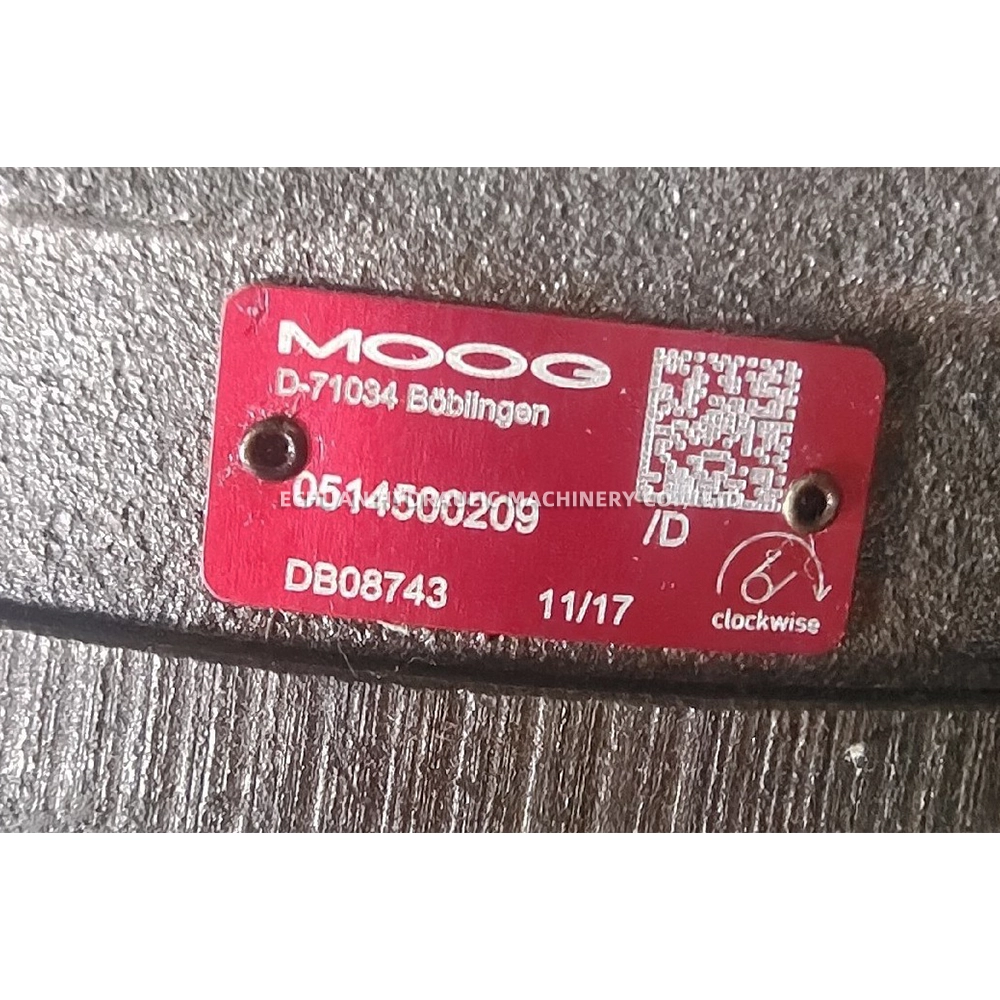 MOOG
D-71034 Böblingen
0514500209
/D
DB08743
11/17
clockwise